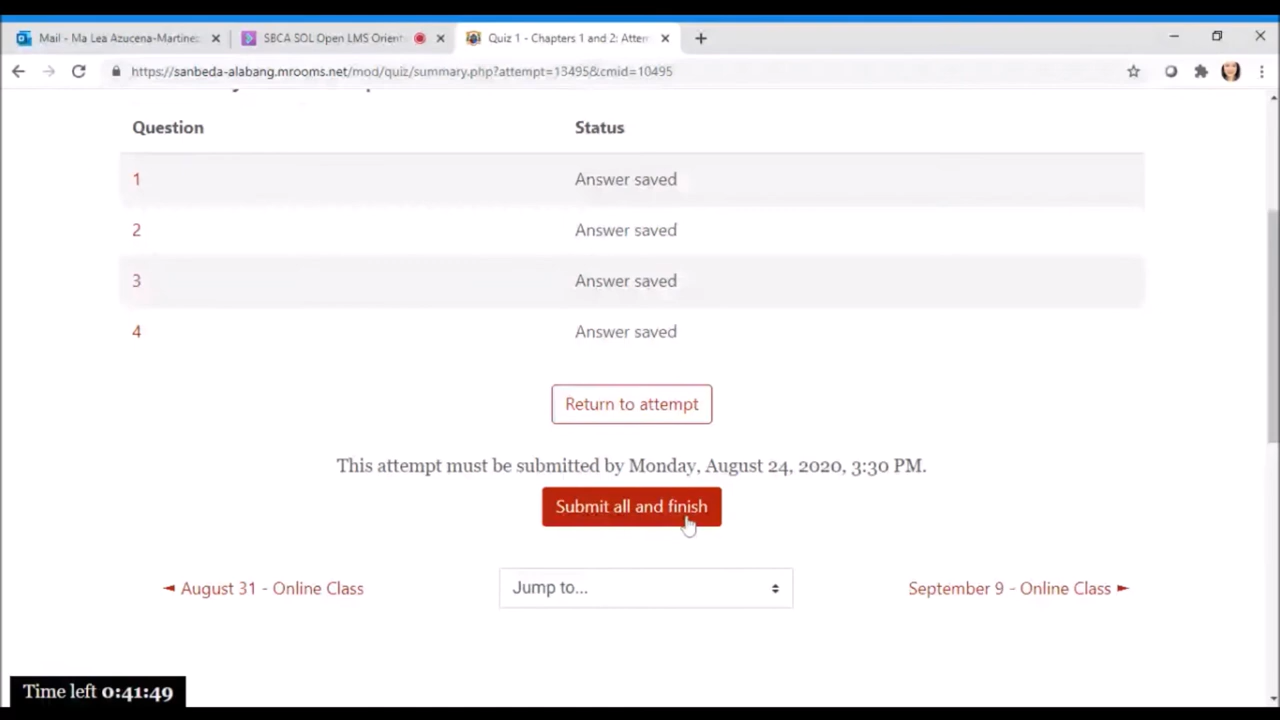 Mail - Ma Lea Azucena-Martinez
SBCA SOL Open LMS Orient
Quiz 1 - Chapters 1 and 2: Attem
https://sanbeda-alabang.mrooms.net/mod/quiz/summary.php?attempt=13495&cmid=10495
Question Status
1 Answer saved
2 Answer saved
3 Answer saved
4 Answer saved
Return to attempt
This attempt must be submitted by Monday, August 24, 2020, 3:30 PM.
Submit all and finish
◄ August 31 - Online Class
Jump to...
September 9 - Online Class ►
Time left 0:41:49